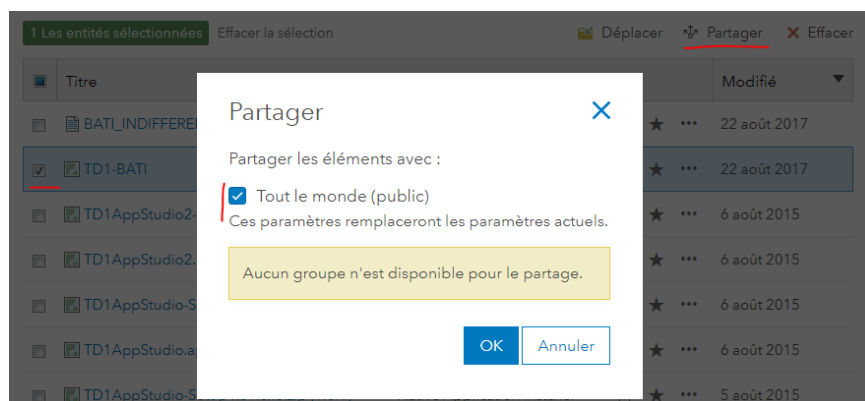 1 Les entités sélectionnées Effacer la sélection Déplacer Partager Effacer
Titre Modifié
BATI_INDIFFEREI 22 août 2017
TD1-BATI 22 août 2017
TD1AppStudio2- 6 août 2015
TD1AppStudio2. 6 août 2015
TD1AppStudio-S 6 août 2015
TD1AppStudio.a 6 août 2015
TD1AppStudio-S 5 août 2015
Partager
Partager les éléments avec :
Tout le monde (public)
Ces paramètres remplaceront les paramètres actuels.
Aucun groupe n'est disponible pour le partage.
OK Annuler